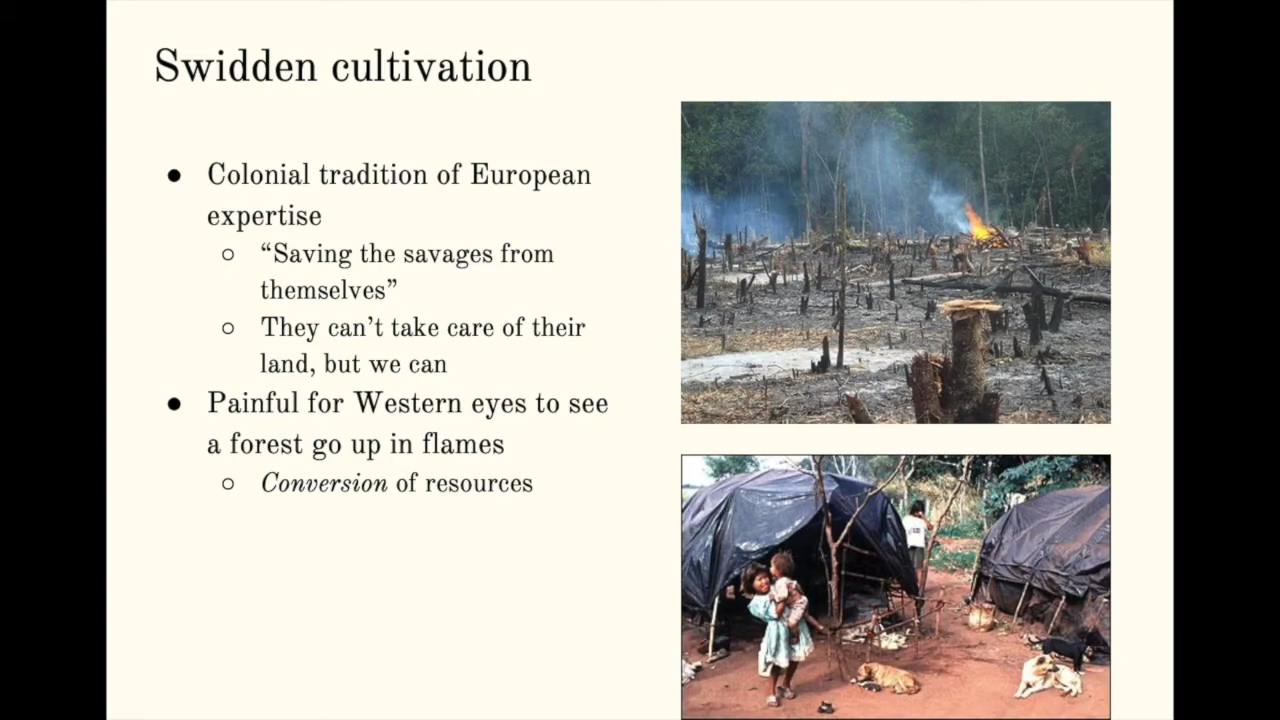 Swidden cultivation
● Colonial tradition of European
expertise
○ “Saving the savages from
themselves”
○ They can’t take care of their
land, but we can
● Painful for Western eyes to see
a forest go up in flames
○ Conversion of resources